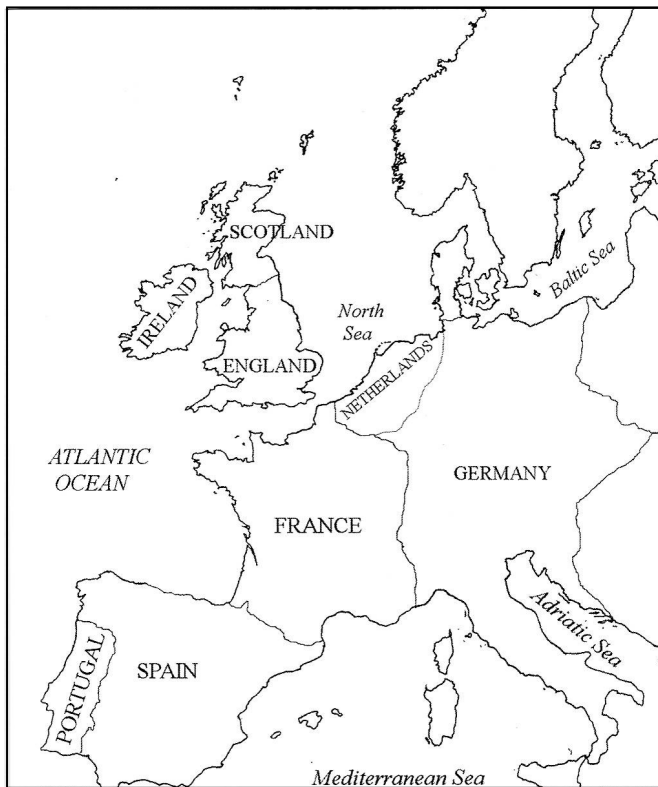 SCOTLAND
Baltic Sea
IRELAND
North
Sea
ENGLAND
NETHERLANDS
ATLANTIC
OCEAN
GERMANY
FRANCE
Adriatic Sea
SPAIN
PORTUGAL
Mediterranean Sea